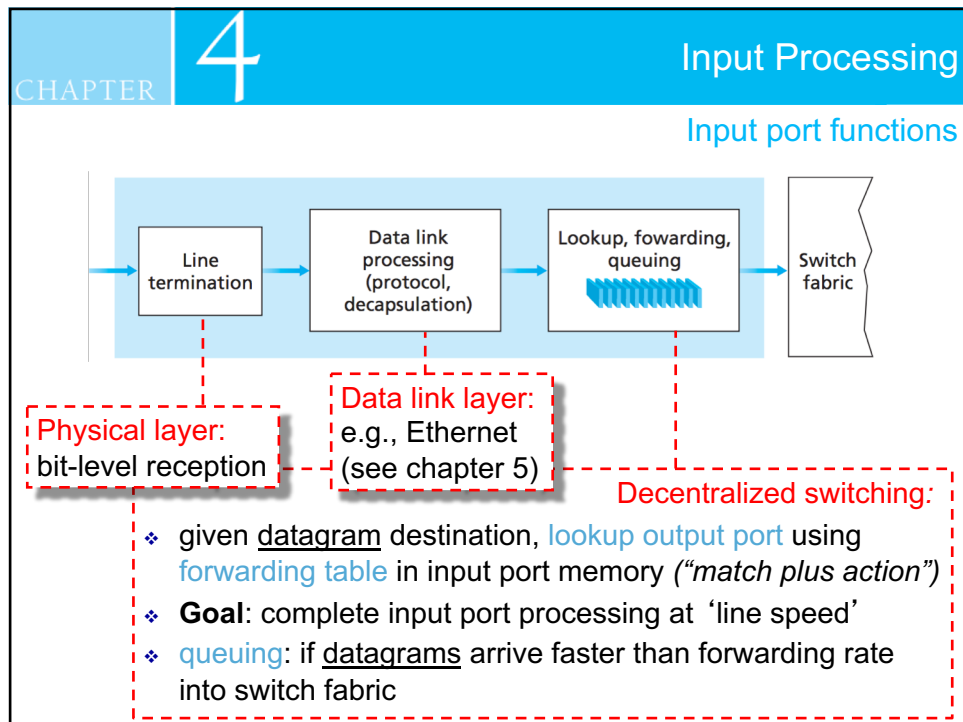 CHAPTER 4
Input Processing
Input port functions
Line
termination
Data link
processing
(protocol,
decapsulation)
Lookup, fowarding,
queuing
Switch
fabric
Physical layer:
bit-level reception
Data link layer:
e.g., Ethernet
(see chapter 5)
Decentralized switching:
❖ given datagram destination, lookup output port using
forwarding table in input port memory (“match plus action”)
❖ Goal: complete input port processing at ‘line speed’
❖ queuing: if datagrams arrive faster than forwarding rate
into switch fabric